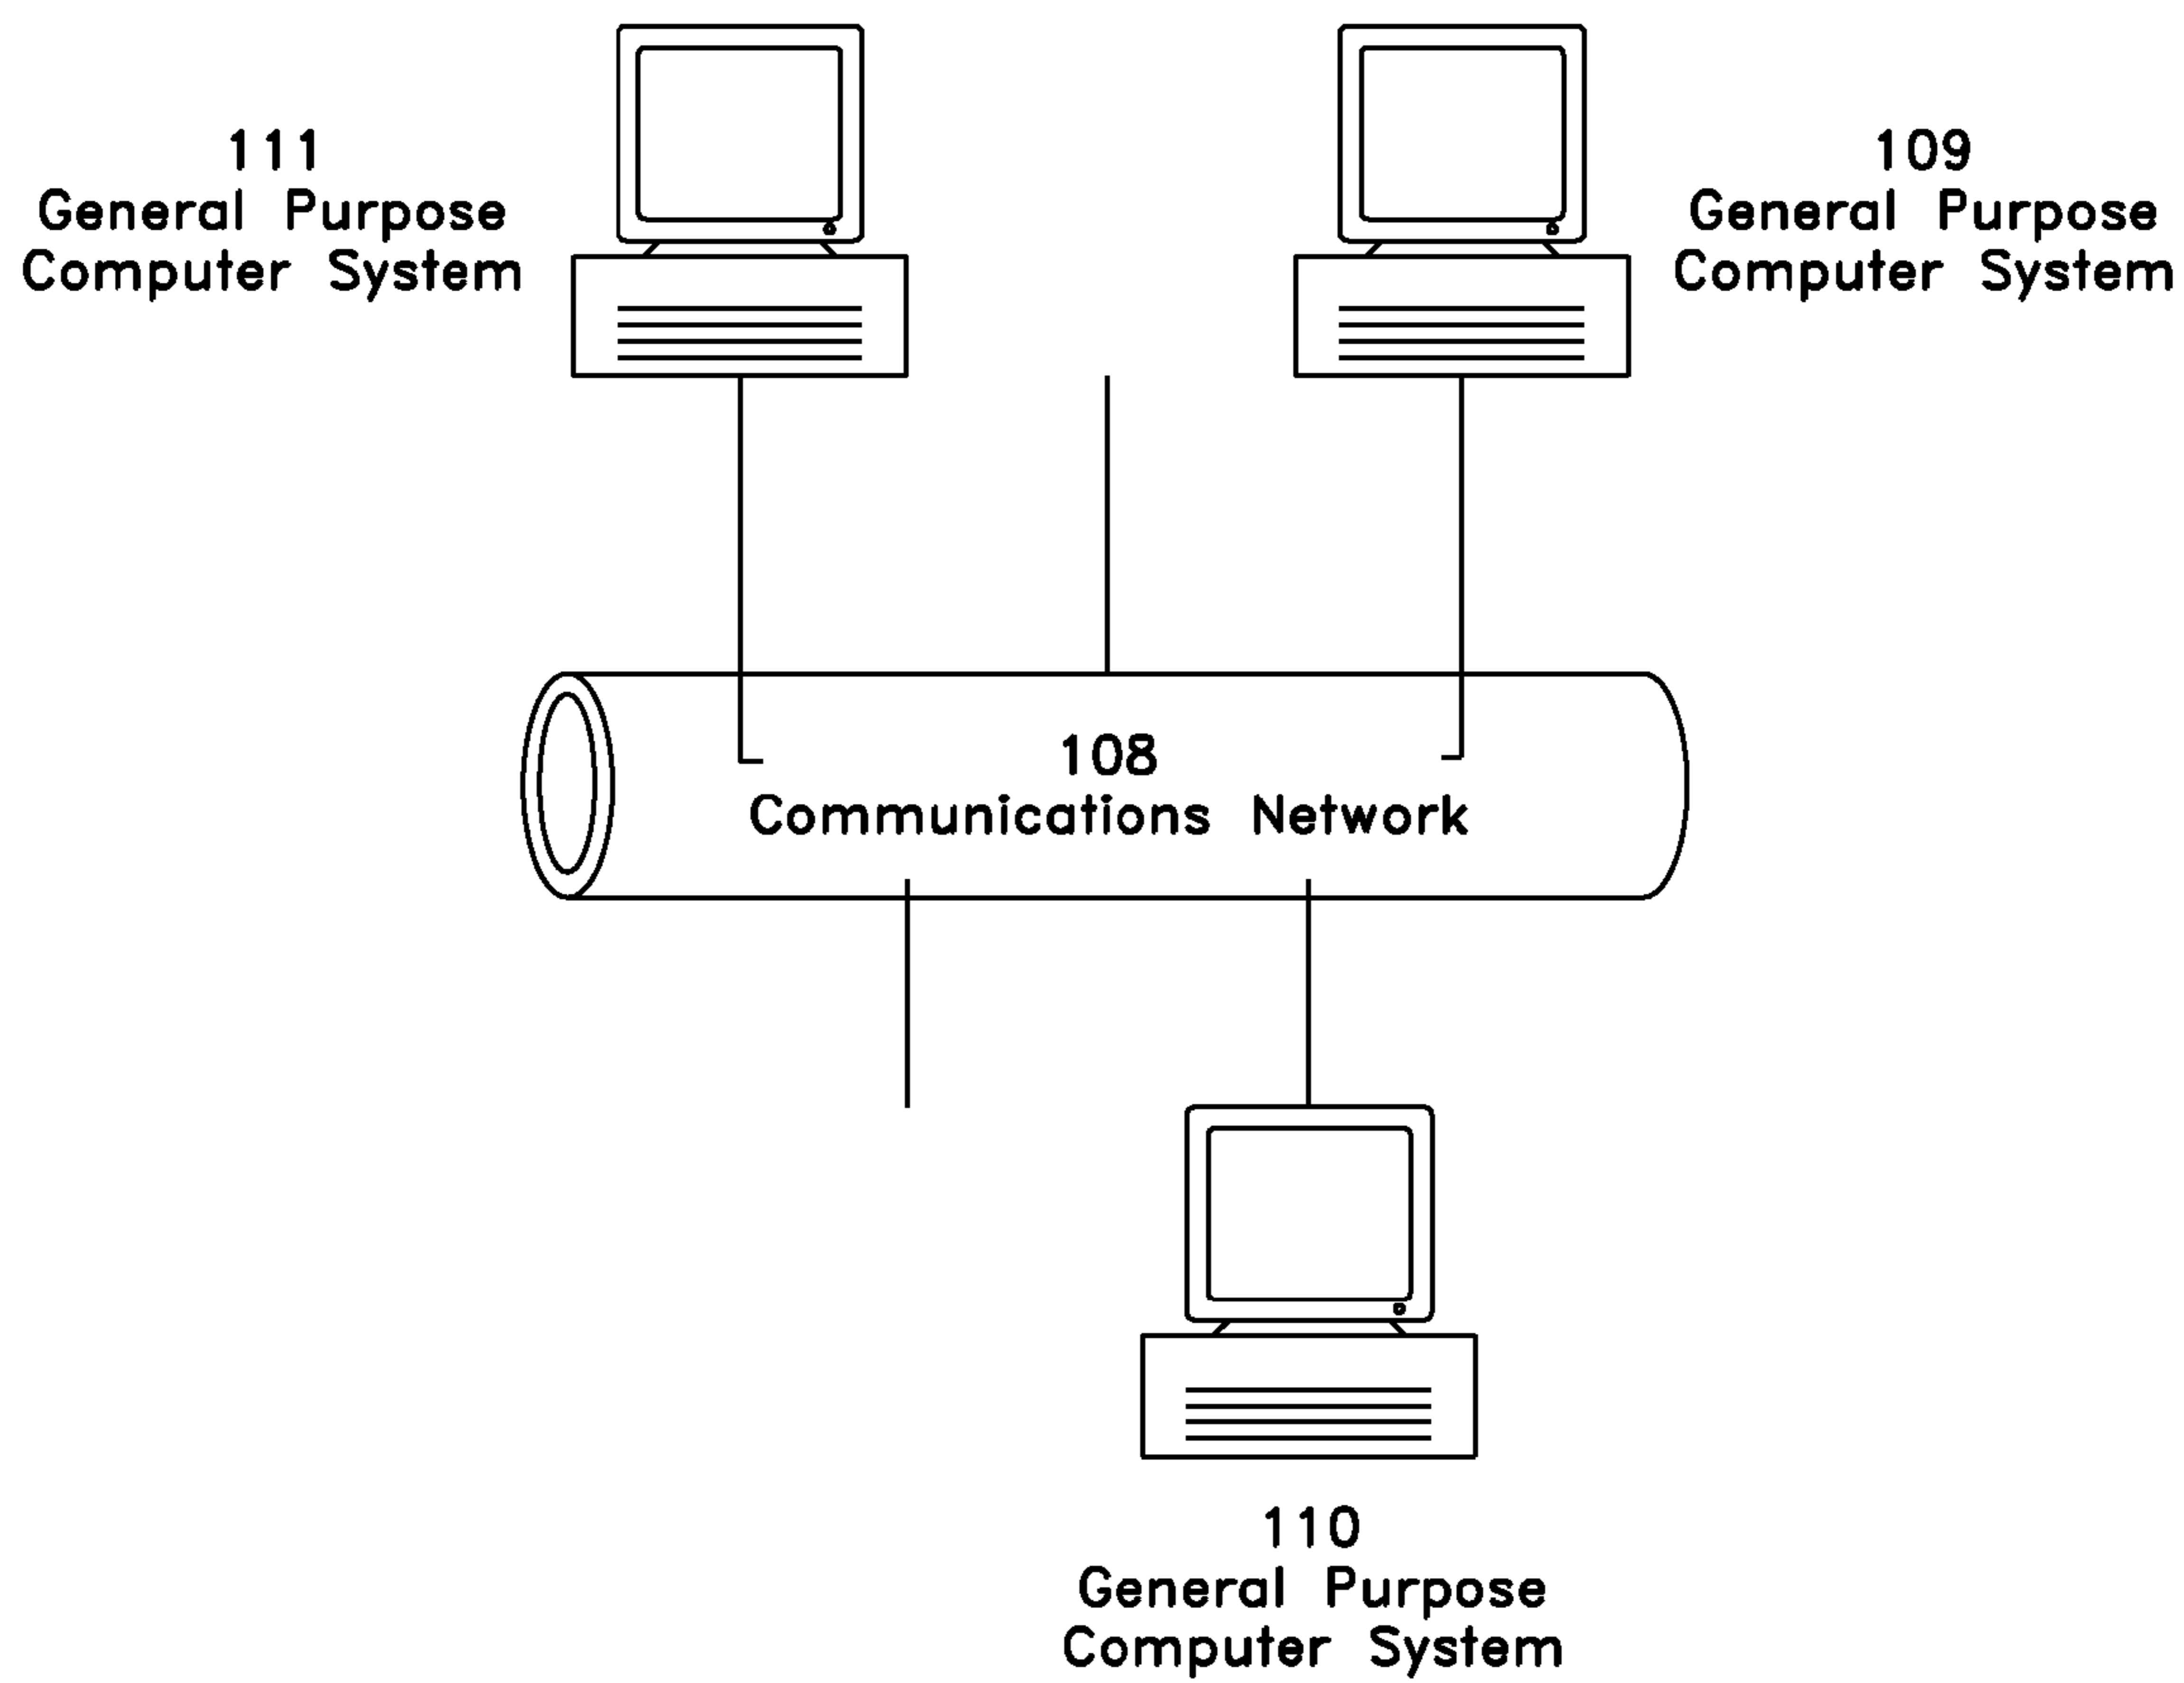 111
General Purpose
Computer System
109
General Purpose
Computer System
108
Communications Network
110
General Purpose
Computer System